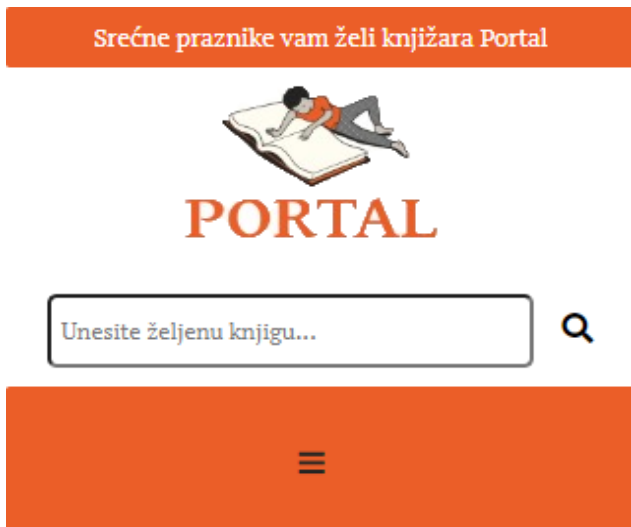 Srećne praznike vam želi knjižara Portal
PORTAL
Unesite željenu knjigu...